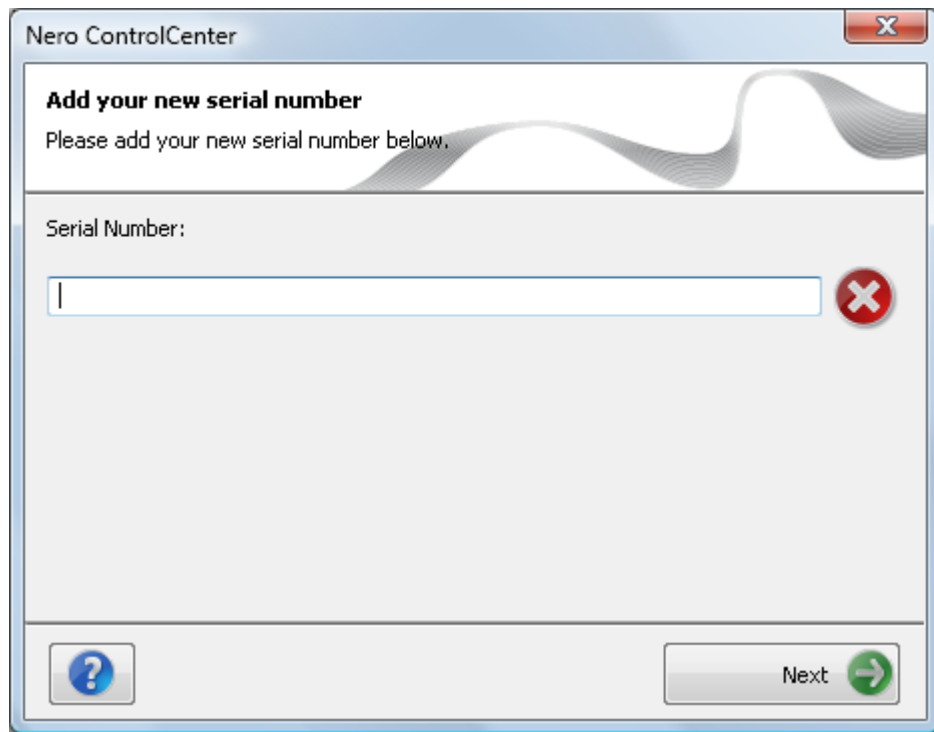 Nero ControlCenter
Add your new serial number
Please add your new serial number below.
Serial Number:
Next